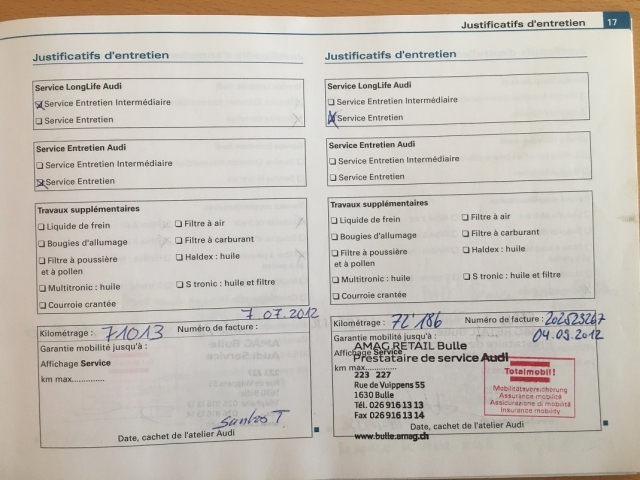 Justificatifs d'entretien 17
Justificatifs d'entretien
Service LongLife Audi
Service Entretien Intermédiaire
Service Entretien
Service Entretien Audi
Service Entretien Intermédiaire
Service Entretien
Travaux supplémentaires
Liquide de frein
Filtre à air
Bougies d'allumage
Filtre à carburant
Filtre à poussière
et à pollen
Haldex : huile
Multitronic : huile
S tronic : huile et filtre
Courroie crantée
7.07.2012
Kilométrage : 71013 Numéro de facture :
Garantie mobilité jusqu'à :
Affichage Service
km max..............
Santos T.
Date, cachet de l'atelier Audi
Justificatifs d'entretien
Service LongLife Audi
Service Entretien Intermédiaire
Service Entretien
Service Entretien Audi
Service Entretien Intermédiaire
Service Entretien
Travaux supplémentaires
Liquide de frein
Filtre à air
Bougies d'allumage
Filtre à carburant
Filtre à poussière
et à pollen
Haldex : huile
Multitronic : huile
S tronic : huile et filtre
Courroie crantée
Kilométrage : 72'186 Numéro de facture :
04.09.2012
Garantie mobilité jusqu'à :
AMAG RETAIL Bulle
Affichage Service
Prestataire de service Audi
km max..............
223 227
Rue de Vuippens 55
1630 Bulle
Tél. 026 916 13 13
Fax 026 916 13 14
www.bulle.amag.ch
Totalmobil!
Mobilitätsversicherung
Assurance mobilité
Assicurazione di mobilità
Insurance mobility
Date, cachet de l'atelier Audi